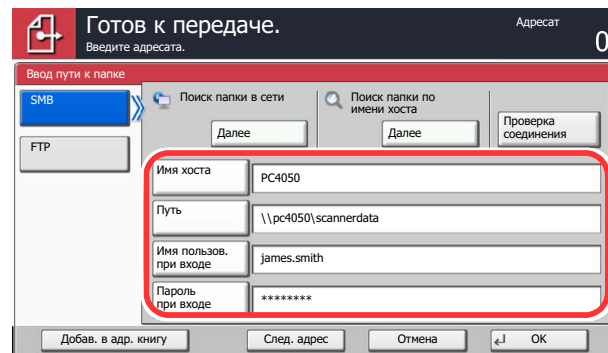 Готов к передаче.
Адресат
Введите адресата.
0
Ввод пути к папке
SMB
FTP
Поиск папки в сети
Далее
Поиск папки по
имени хоста
Далее
Проверка
соединения
Имя хоста
PC4050
Путь
\\pc4050\scannerdata
Имя пользов.
при входе
james.smith
Пароль
при входе
********
Добав. в адр. книгу
След. адрес
Отмена
OK